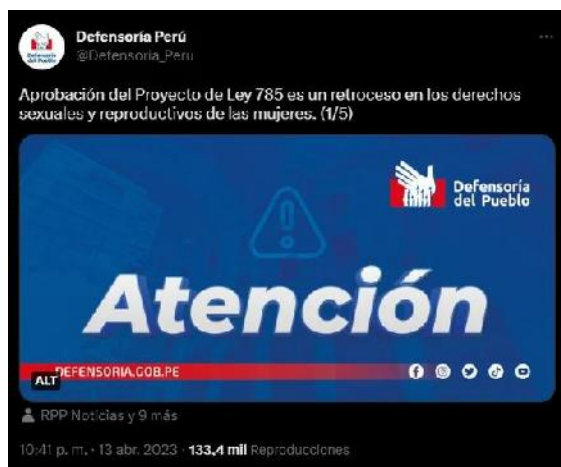 Defensoría Perú
@Defensoria_Peru
Aprobación del Proyecto de Ley 785 es un retroceso en los derechos
sexuales y reproductivos de las mujeres. (1/5)
Defensoría
del Pueblo
Atención
DEFENSORIA.GOB.PE
ALT
RPP Noticias y 9 más
10:41 p. m. · 13 abr. 2023 · 133,4 mil Reproducciones